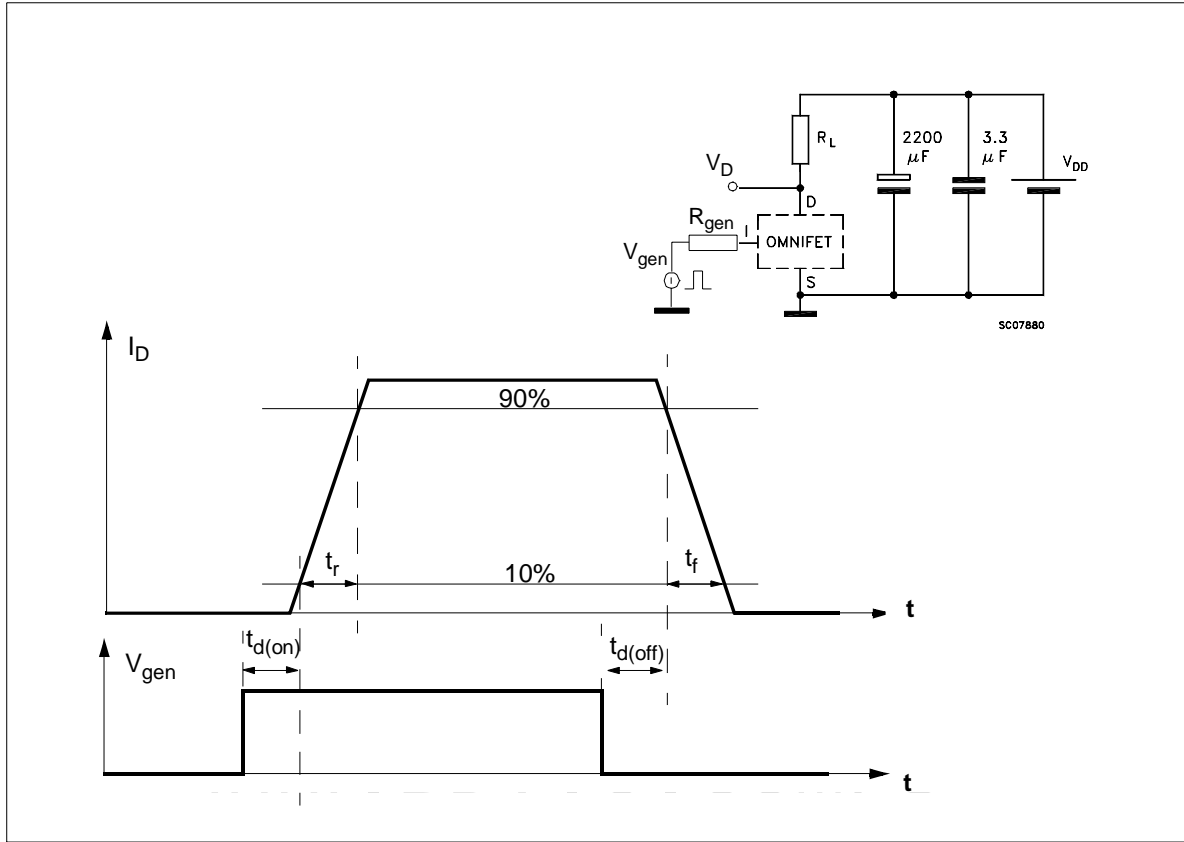 2200
μF
3.3
μF
V_DD
R_L
V_D
D
R_gen
I
OMNIFET
V_gen
S
SC07880
I_D
90%
t_r
10%
t_f
t
t_d(on)
t_d(off)
V_gen
t